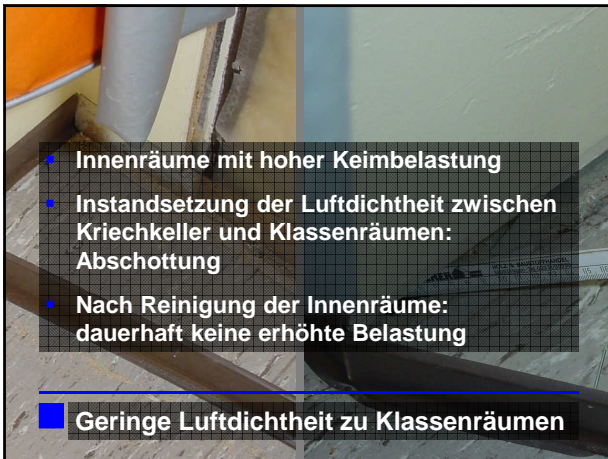 Innenräume mit hoher Keimbelastung
Instandsetzung der Luftdichtheit zwischen
Kriechkeller und Klassenräumen:
Abschottung
Nach Reinigung der Innenräume:
dauerhaft keine erhöhte Belastung
Geringe Luftdichtheit zu Klassenräumen